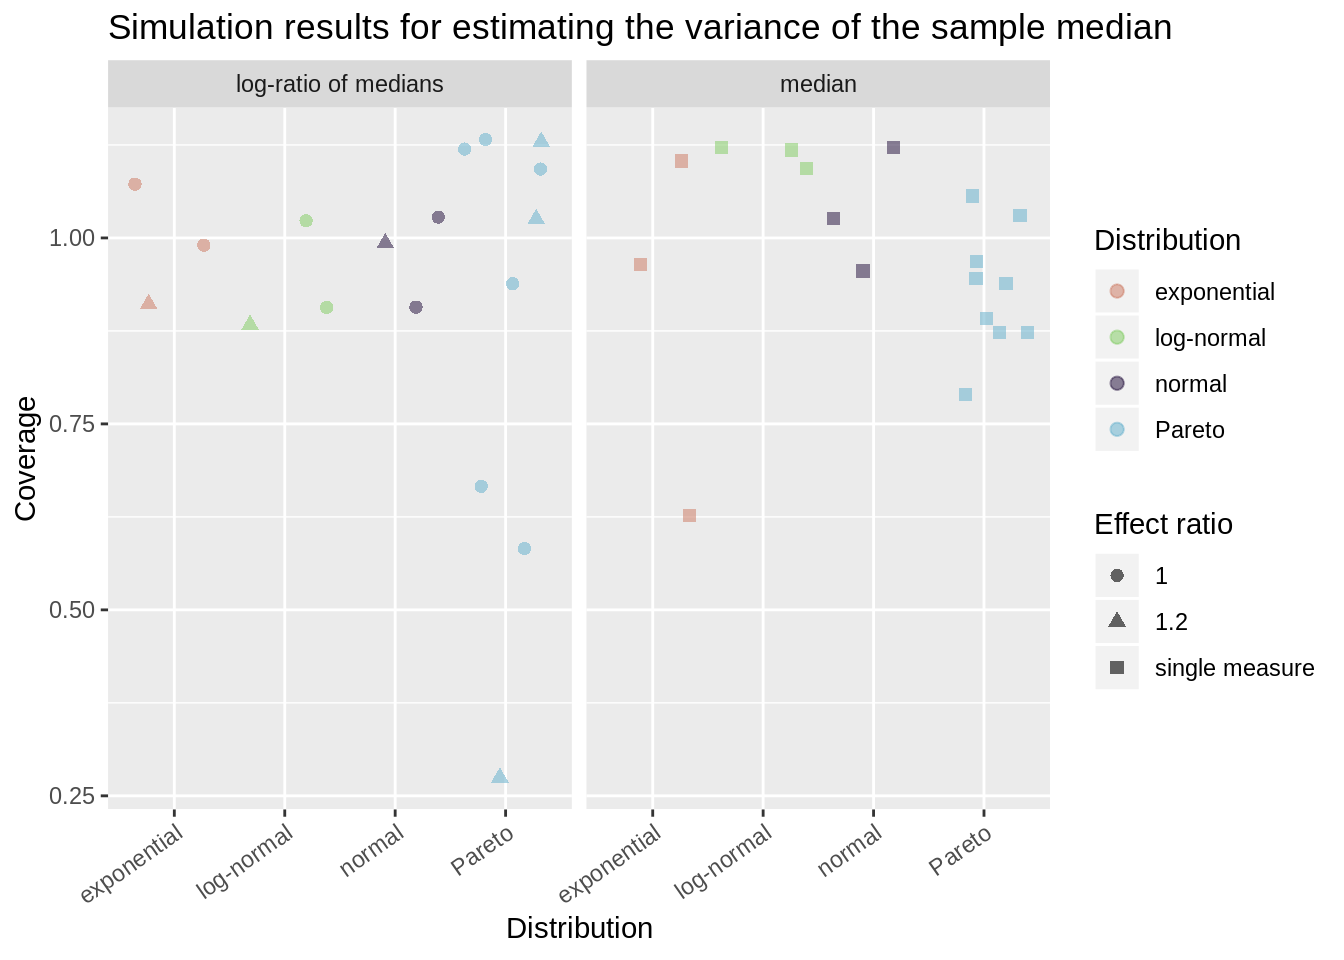 Simulation results for estimating the variance of the sample median
log-ratio of medians
median
Coverage
1.00
0.75
0.50
0.25
exponential
log-normal
normal
Pareto
exponential
log-normal
normal
Pareto
Distribution
Distribution
exponential
log-normal
normal
Pareto
Effect ratio
1
1.2
single measure